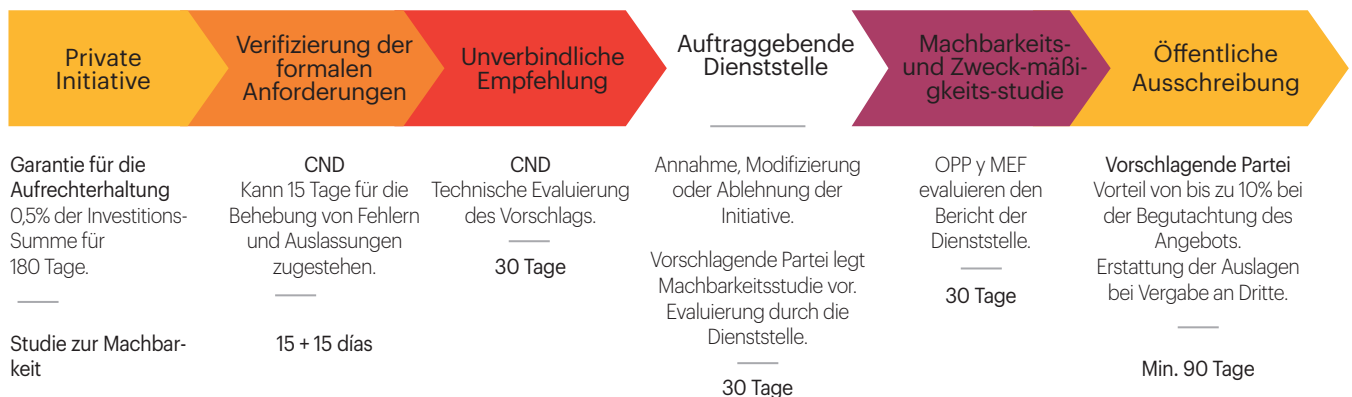 Private
Initiative
Verifizierung der
formalen
Anforderungen
Unverbindliche
Empfehlung
Auftraggebende
Dienststelle
Machbarkeits-
und Zweck-mäßi-
gkeits-studie
Öffentliche
Ausschreibung
Garantie für die
Aufrechterhaltung
0,5% der Investitions-
Summe für
180 Tage.
Studie zur Machbar-
keit
CND
Kann 15 Tage für die
Behebung von Fehlern
und Auslassungen
zugestehen.
15 + 15 días
CND
Technische Evaluierung
des Vorschlags.
30 Tage
Annahme, Modifizierung
oder Ablehnung der
Initiative.
Vorschlagende Partei legt
Machbarkeitsstudie vor.
Evaluierung durch die
Dienststelle.
30 Tage
OPP y MEF
evaluieren den
Bericht der
Dienststelle.
30 Tage
Vorschlagende Partei
Vorteil von bis zu 10% bei
der Begutachtung des
Angebots.
Erstattung der Auslagen
bei Vergabe an Dritte.
Min. 90 Tage